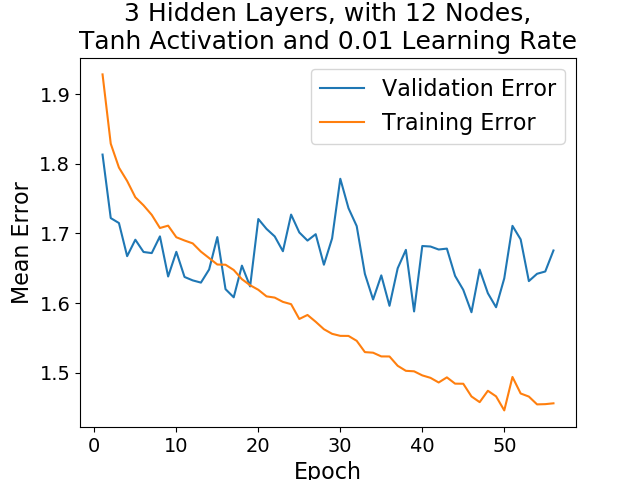 3 Hidden Layers, with 12 Nodes,
Tanh Activation and 0.01 Learning Rate
Validation Error
Training Error
Mean Error
1.9
1.8
1.7
1.6
1.5
0 10 20 30 40 50
Epoch